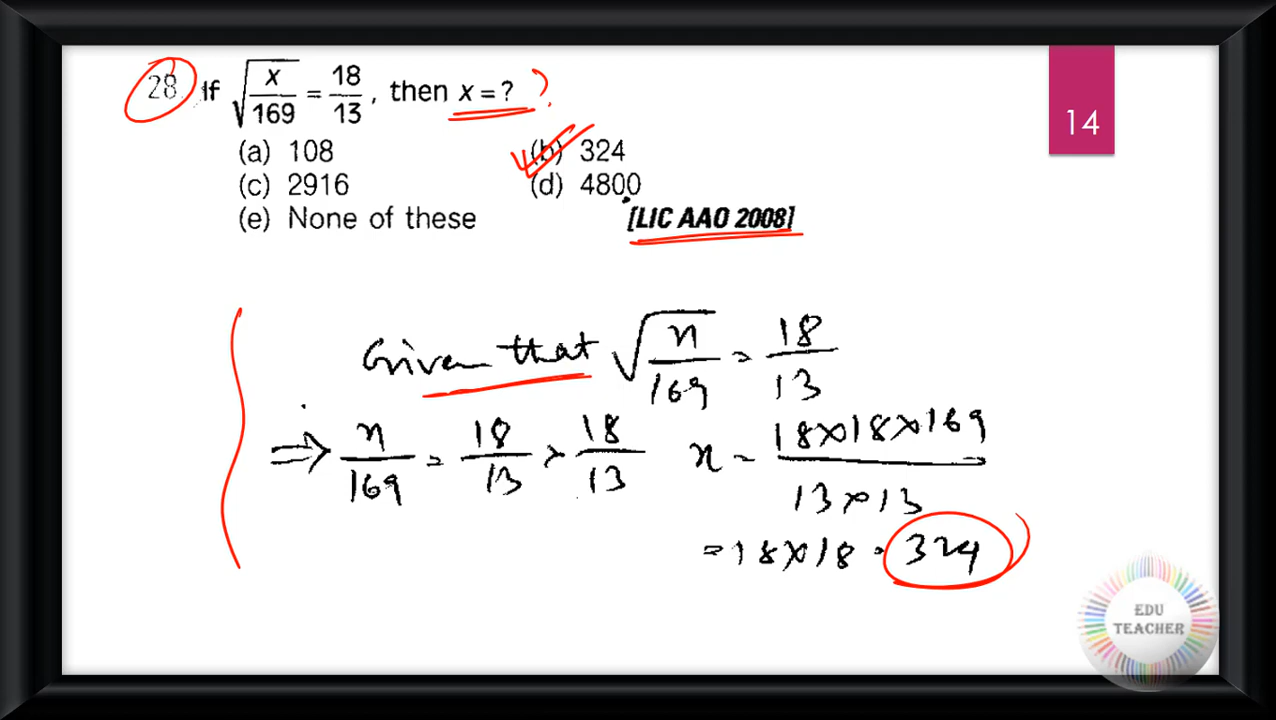 14
28. If √(x/169) = 18/13, then x = ? ?
(a) 108 (b) 324
(c) 2916 (d) 4800
(e) None of these [LIC AAO 2008]
Given that √(x/169) = 18/13
⇒ x/169 = 18/13 × 18/13 x = 18×18×169/13×13
= 18×18 = 324
EDU
TEACHER